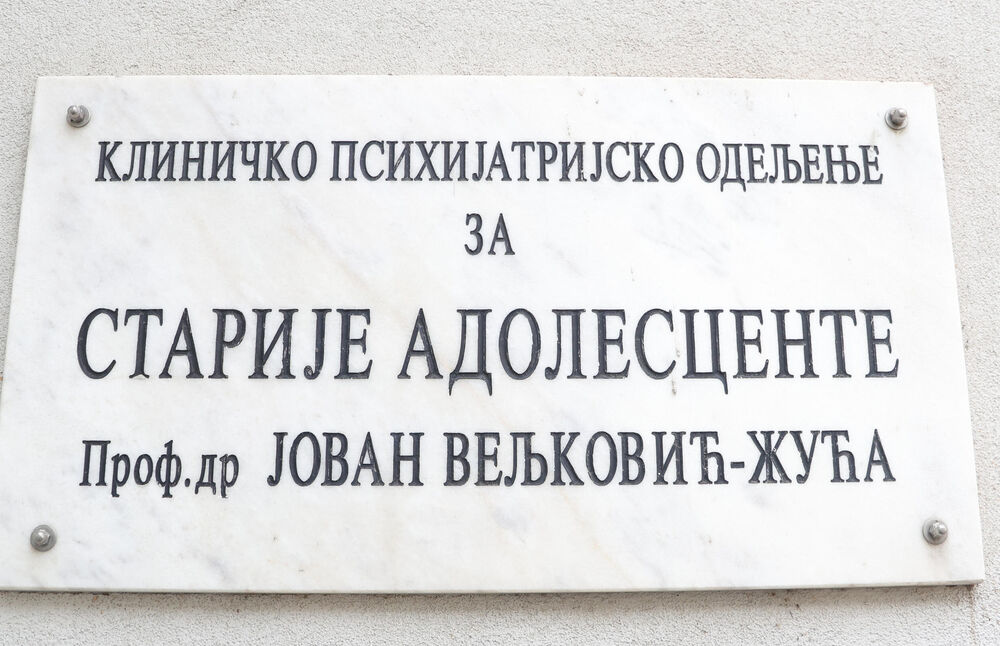 КЛИНИЧКО ПСИХИЈАТРИЈСКО ОДЕЉЕЊЕ
ЗА
СТАРИЈЕ АДОЛЕСЦЕНТЕ
Проф.др ЈОВАН ВЕЉКОВИЋ-ЖУЋА